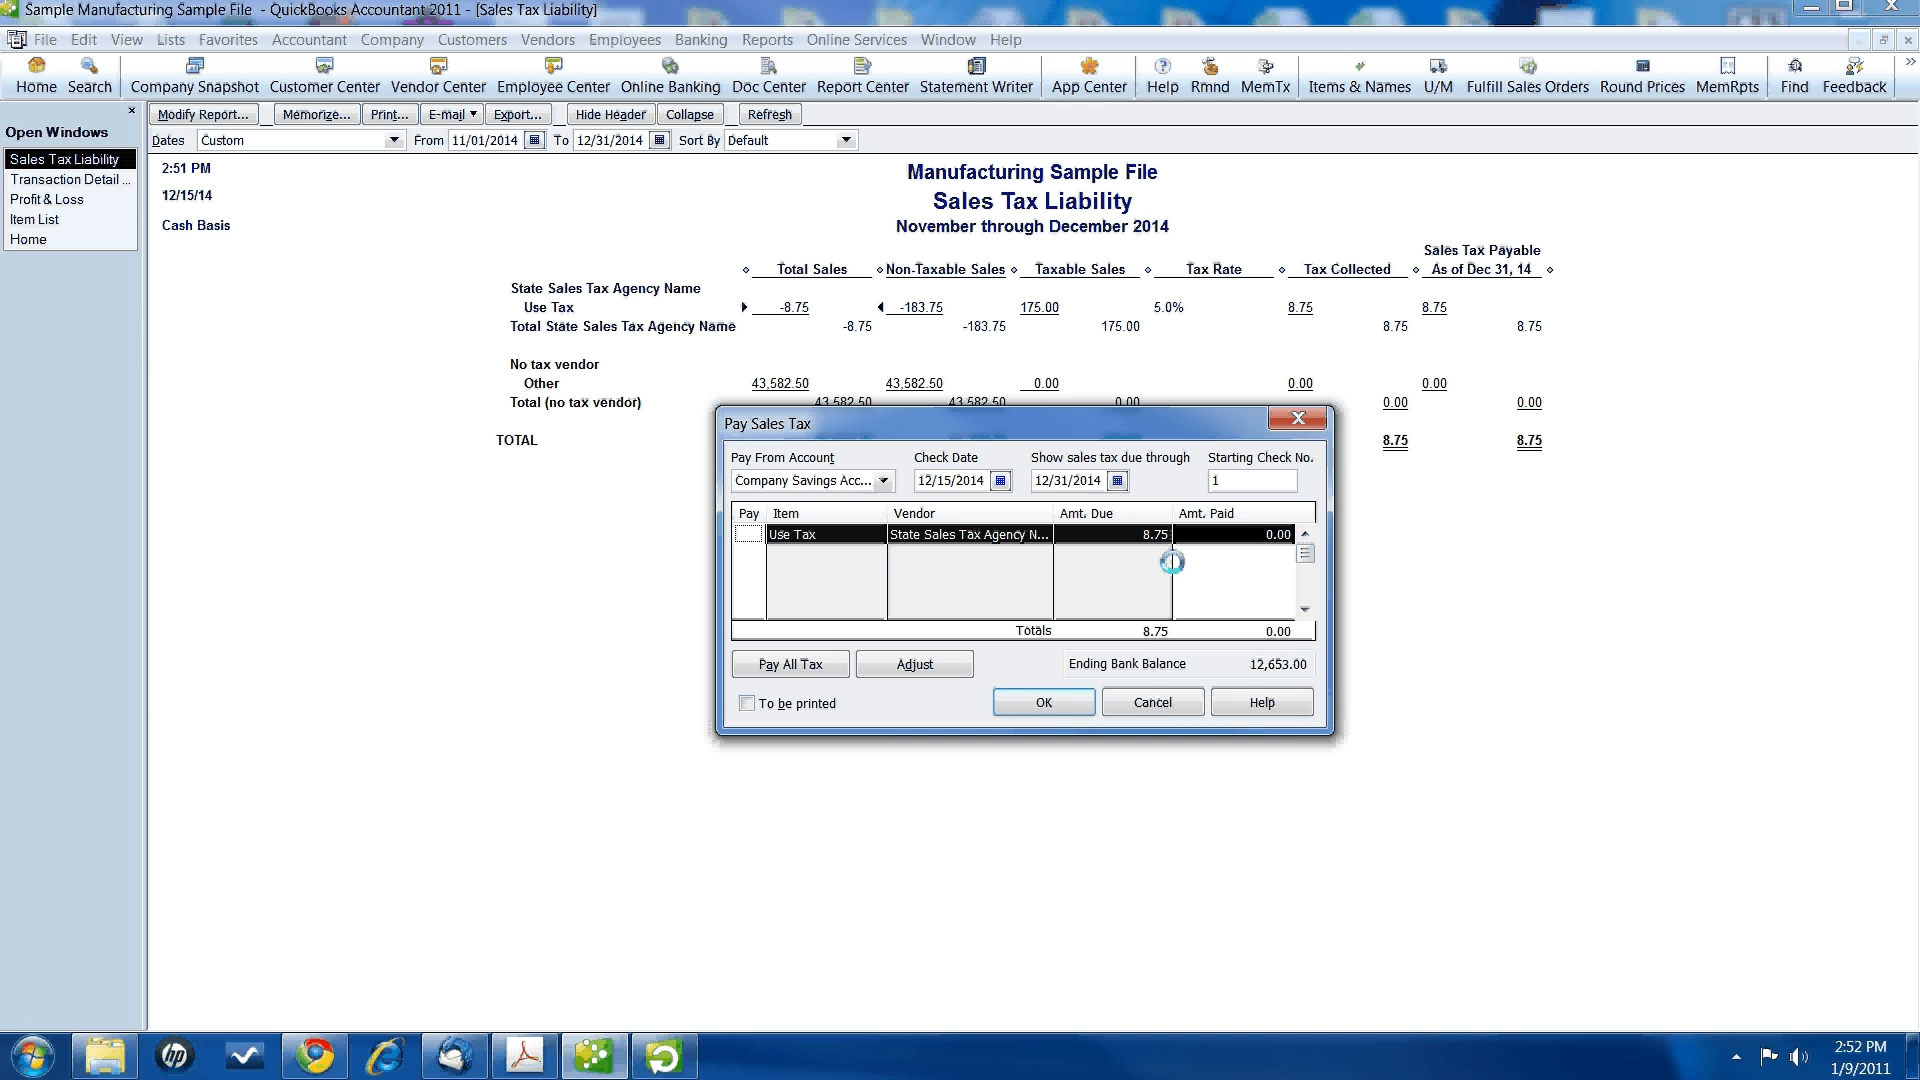 Sample Manufacturing Sample File - QuickBooks Accountant 2011 - [Sales Tax Liability]
File Edit View Lists Favorites Accountant Company Customers Vendors Employees Banking Reports Online Services Window Help
Home Search Company Snapshot Customer Center Vendor Center Employee Center Online Banking Doc Center Report Center Statement Writer App Center Help Rmnd MemTx Items & Names U/M Fulfill Sales Orders Round Prices MemRpts Find Feedback
Modify Report... Memorize... Print... E-mail Export... Hide Header Collapse Refresh
Dates Custom From 11/01/2014 To 12/31/2014 Sort By Default
Open Windows
Sales Tax Liability
Transaction Detail ...
Profit & Loss
Item List
Home
2:51 PM
12/15/14
Cash Basis
Manufacturing Sample File
Sales Tax Liability
November through December 2014
Sales Tax Payable
Total Sales Non-Taxable Sales Taxable Sales Tax Rate Tax Collected As of Dec 31, 14
State Sales Tax Agency Name
Use Tax -8.75 -183.75 175.00 5.0% 8.75 8.75
Total State Sales Tax Agency Name -8.75 -183.75 175.00 8.75 8.75
No tax vendor
Other 43,582.50 43,582.50 0.00 0.00 0.00
Total (no tax vendor) 43,582.50 43,582.50 0.00 0.00 0.00
TOTAL 8.75 8.75
Pay Sales Tax
Pay From Account Check Date Show sales tax due through Starting Check No.
Company Savings Acc... 12/15/2014 12/31/2014 1
Pay Item Vendor Amt. Due Amt. Paid
Use Tax State Sales Tax Agency N... 8.75 0.00
Totals 8.75 0.00
Pay All Tax Adjust Ending Bank Balance 12,653.00
To be printed OK Cancel Help
hp
2:52 PM
1/9/2011